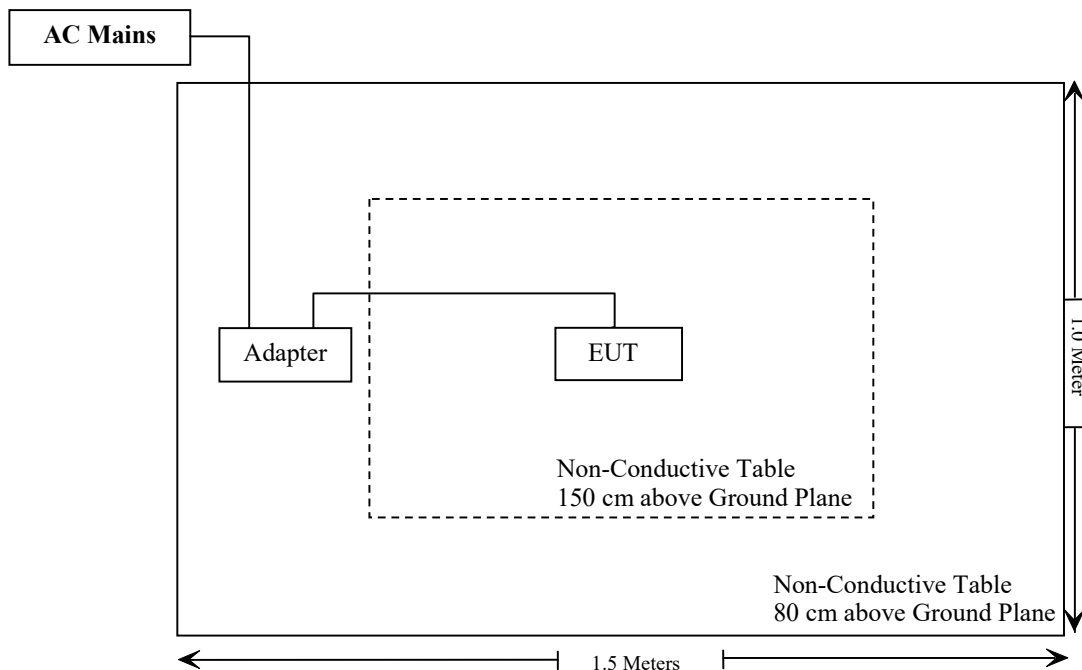 AC Mains
1.0 Meter
Adapter
EUT
Non-Conductive Table
150 cm above Ground Plane
Non-Conductive Table
80 cm above Ground Plane
1.5 Meters